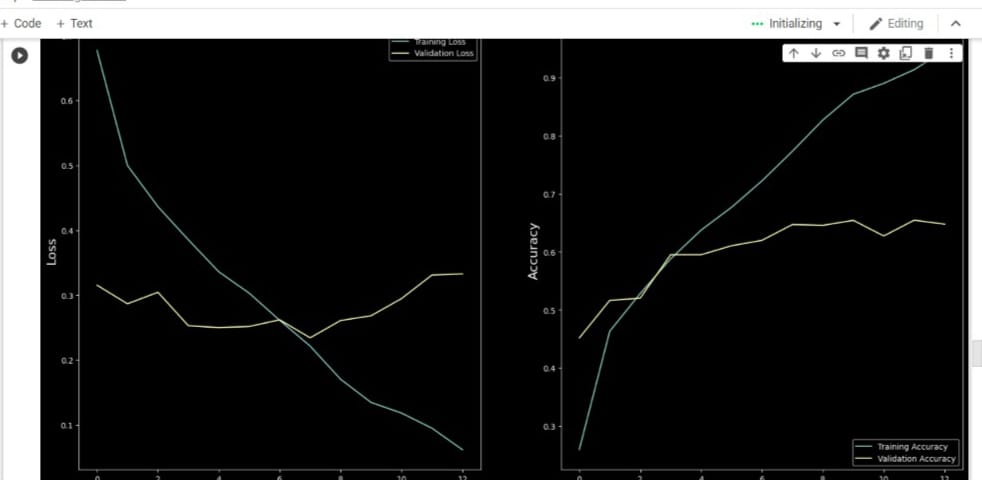 + Code + Text
Initializing
Editing
Training Loss
Validation Loss
0.6
0.5
0.4
0.3
0.2
0.1
Loss
0 2 4 6 8 10 12
0.9
0.8
0.7
0.6
0.5
0.4
0.3
Accuracy
Training Accuracy
Validation Accuracy
0 2 4 6 8 10 12